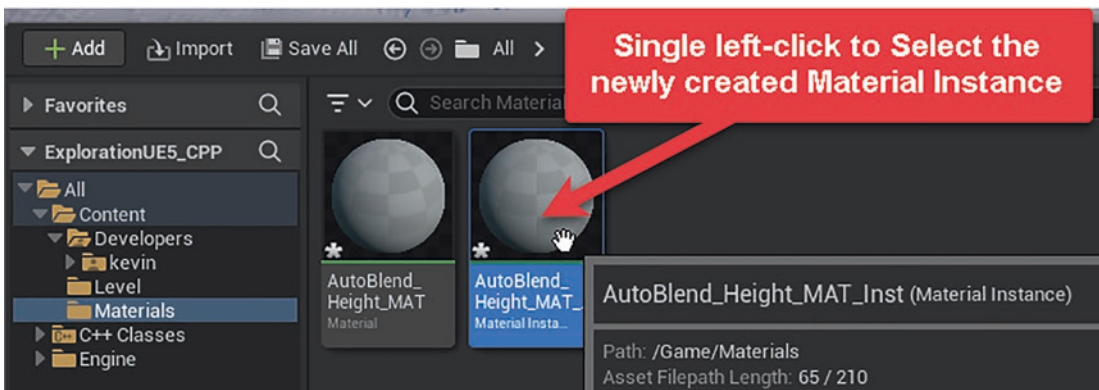 + Add
Import
Save All
All >
Single left-click to Select the
newly created Material Instance
Favorites
ExplorationUE5_CPP
All
Content
Developers
kevin
Level
Materials
C++ C++ Classes
Engine
Search Material
AutoBlend_
Height_MAT
Material
AutoBlend_
Height_MAT_
Material Insta...
AutoBlend_Height_MAT_Inst (Material Instance)
Path: /Game/Materials
Asset Filepath Length: 65 / 210